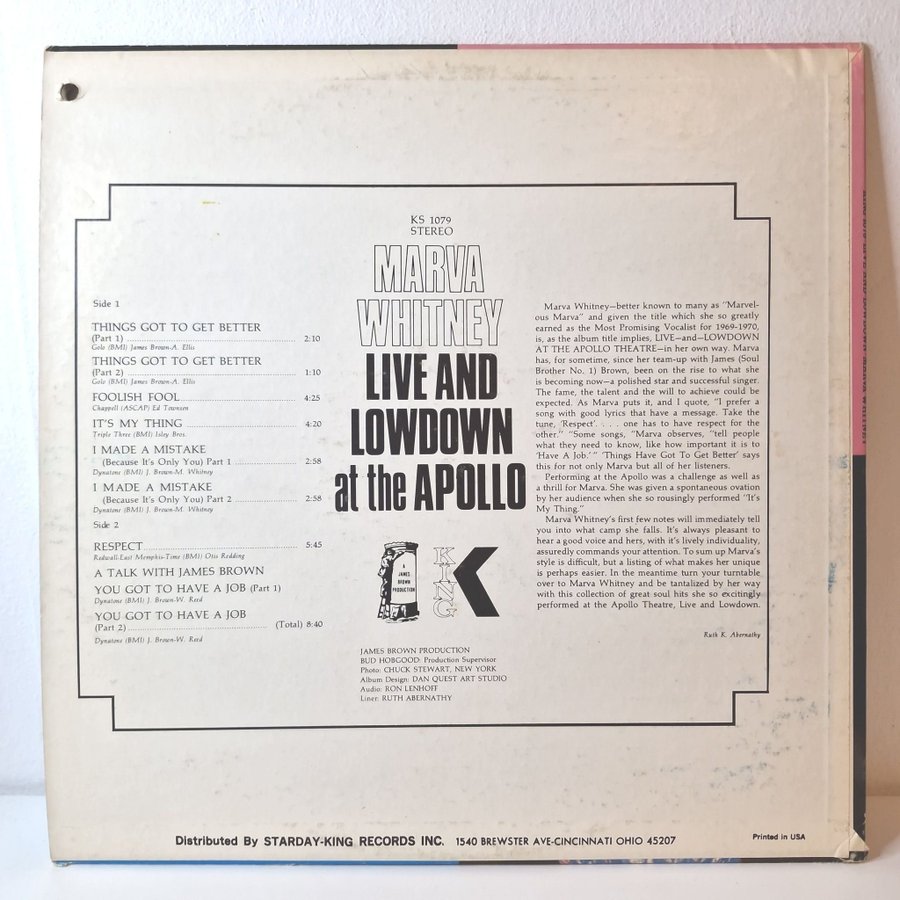 KS 1079
STEREO
MARVA
WHITNEY
LIVE AND
LOWDOWN
at the APOLLO
Side 1
THINGS GOT TO GET BETTER
(Part 1) 2:10
Golo (BMI) James Brown-A. Ellis
THINGS GOT TO GET BETTER
(Part 2) 1:10
Golo (BMI) James Brown-A. Ellis
FOOLISH FOOL 4:25
Chappell (ASCAP) Ed Townsen
IT'S MY THING 4:20
Triple Three (BMI) Isley Bros.
I MADE A MISTAKE
(Because It's Only You) Part 1 2:58
Dynatone (BMI) J. Brown-M. Whitney
I MADE A MISTAKE
(Because It's Only You) Part 2 2:58
Dynatone (BMI) J. Brown-M. Whitney
Side 2
RESPECT 5:45
Redwall-East Memphis-Time (BMI) Otis Redding
A TALK WITH JAMES BROWN
YOU GOT TO HAVE A JOB (Part 1)
Dynatone (BMI) J. Brown-W. Reed
YOU GOT TO HAVE A JOB
(Part 2) (Total) 8:40
Dynatone (BMI) J. Brown-W. Reed
A
JAMES
BROWN
PRODUCTION
KING
K
JAMES BROWN PRODUCTION
BUD HOBGOOD: Production Supervisor
Photo: CHUCK STEWART, NEW YORK
Album Design: DAN QUEST ART STUDIO
Audio: RON LENHOFF
Liner: RUTH ABERNATHY
Marva Whitney—better known to many as "Marvel-
ous Marva" and given the title which she so greatly
earned as the Most Promising Vocalist for 1969-1970,
is, as the album title implies, LIVE—and—LOWDOWN
AT THE APOLLO THEATRE—in her own way. Marva
has, for sometime, since her team-up with James (Soul
Brother No. 1) Brown, been on the rise to what she
is becoming now—a polished star and successful singer.
The fame, the talent and the will to achieve could be
expected. As Marva puts it, and I quote, "I prefer a
song with good lyrics that have a message. Take the
tune, 'Respect'. . . . one has to have respect for the
other." "Some songs, "Marva observes, "tell people
what they need to know, like how important it is to
'Have A Job.'" 'Things Have Got To Get Better' says
this for not only Marva but all of her listeners.
Performing at the Apollo was a challenge as well as
a thrill for Marva. She was given a spontaneous ovation
by her audience when she so rousingly performed "It's
My Thing."
Marva Whitney's first few notes will immediately tell
you into what camp she falls. It's always pleasant to
hear a good voice and hers, with it's lively individuality,
assuredly commands your attention. To sum up Marva's
style is difficult, but a listing of what makes her unique
is perhaps easier. In the meantime turn your turntable
over to Marva Whitney and be tantalized by her way
with this collection of great soul hits she so excitingly
performed at the Apollo Theatre, Live and Lowdown.
Ruth K. Abernathy
Distributed By STARDAY-KING RECORDS INC. 1540 BREWSTER AVE-CINCINNATI OHIO 45207
Printed in USA